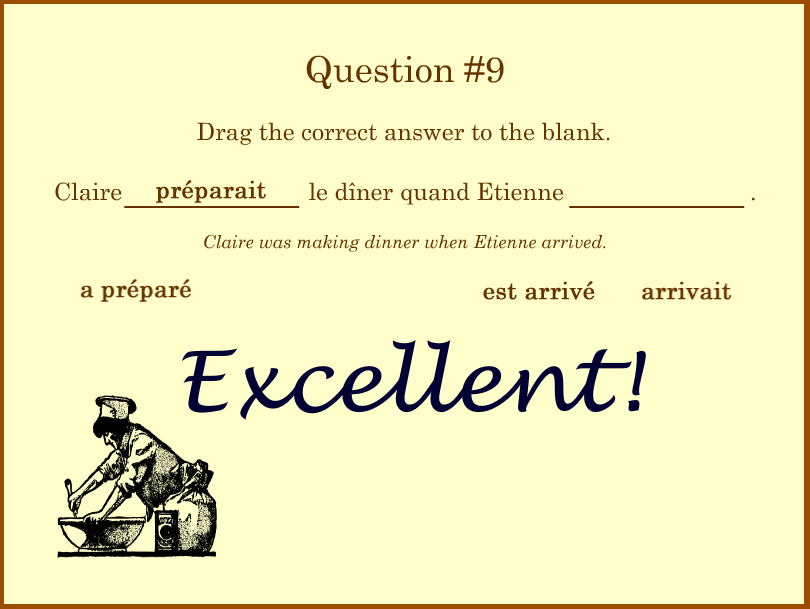 Question #9
Drag the correct answer to the blank.
Claire préparait le dîner quand Etienne .
Claire was making dinner when Etienne arrived.
a préparé est arrivé arrivait
Excellent!